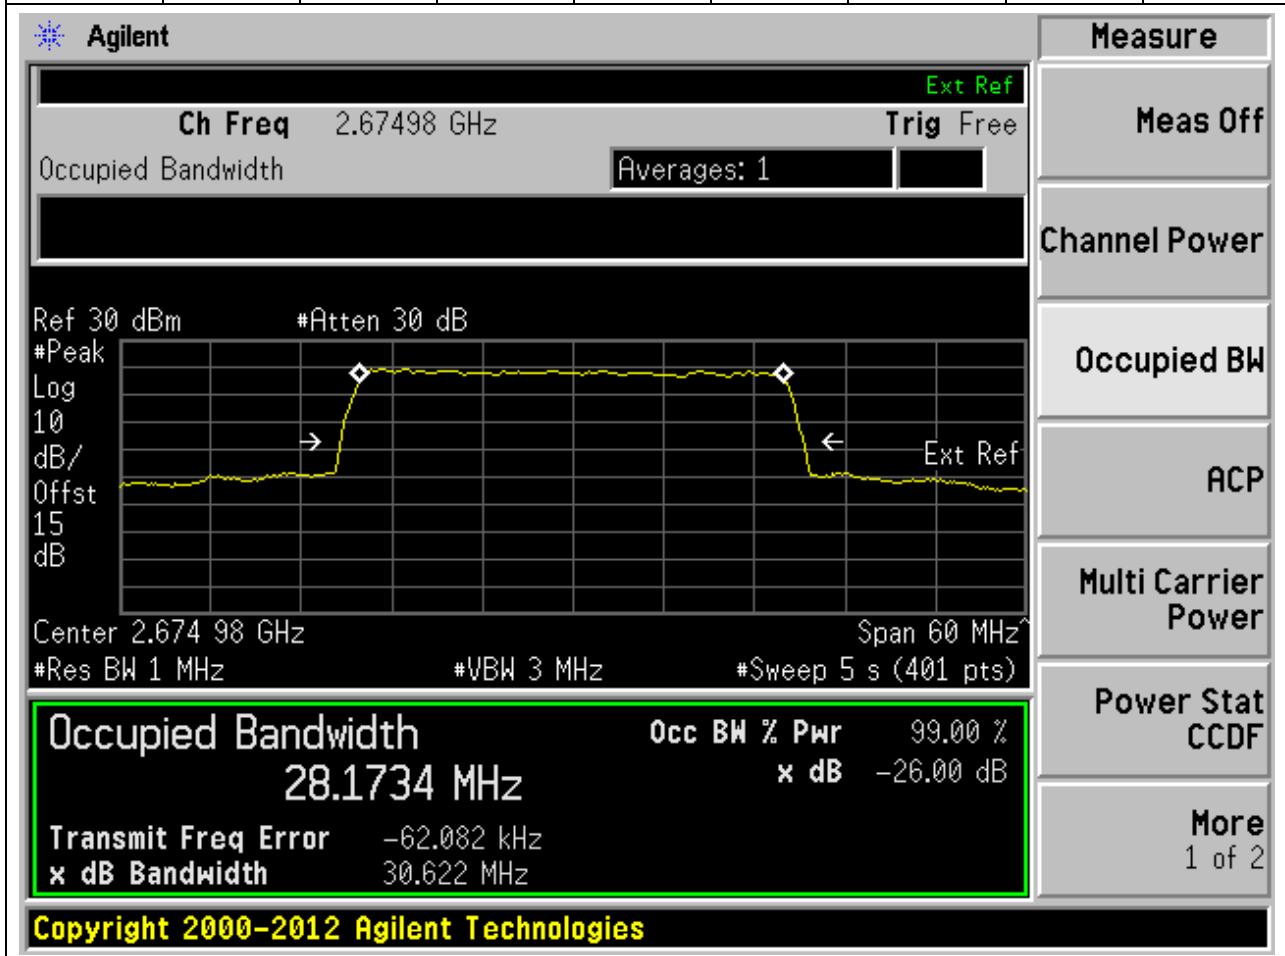 Agilent
Measure
Ext Ref
Ch Freq 2.67498 GHz Trig Free
Meas Off
Occupied Bandwidth Averages: 1
Channel Power
Ref 30 dBm #Atten 30 dB
#Peak
Log
10
dB/
Offst
15
dB
Ext Ref
Occupied BW
ACP
Center 2.674 98 GHz Span 60 MHz^
#Res BW 1 MHz #VBW 3 MHz #Sweep 5 s (401 pts)
Multi Carrier
Power
Occupied Bandwidth Occ BW % Pwr 99.00 %
28.1734 MHz x dB -26.00 dB
Transmit Freq Error -62.082 kHz
x dB Bandwidth 30.622 MHz
Power Stat
CCDF
More
1 of 2
Copyright 2000-2012 Agilent Technologies